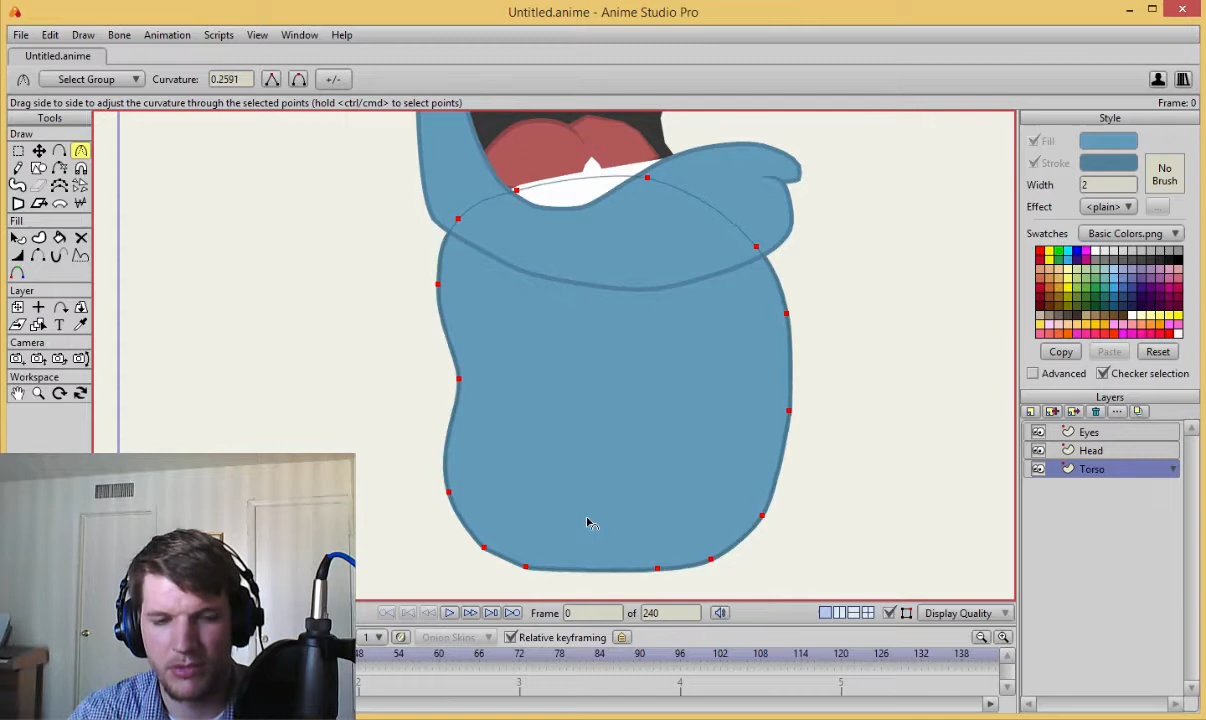 Untitled.anime - Anime Studio Pro
File Edit Draw Bone Animation Scripts View Window Help
Untitled.anime
Select Group Curvature: 0.2591 +/-
Drag side to side to adjust the curvature through the selected points (hold <ctrl/cmd> to select points) Frame: 0
Tools
Draw
Fill
Layer
Camera
Workspace
Style
Fill
Stroke
No Brush
Width 2
Effect <plain> ...
Swatches Basic Colors.png
Copy Paste Reset
Advanced Checker selection
Layers
Eyes
Head
Torso
Frame 0 of 240 Display Quality
1 Onion Skins Relative keyframing
48 54 60 66 72 78 84 90 96 102 108 114 120 126 132 138
2 3 4 5